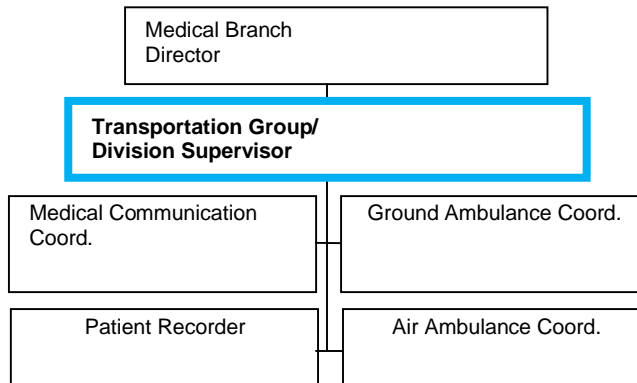 Medical Branch
Director
Transportation Group/
Division Supervisor
Medical Communication
Coord.
Ground Ambulance Coord.
Patient Recorder
Air Ambulance Coord.